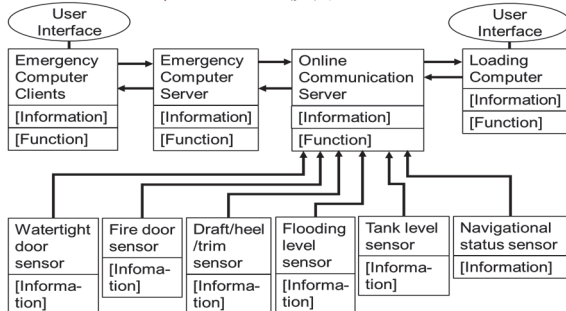 User
Interface
User
Interface
Emergency
Computer
Clients
[Information]
[Function]
Emergency
Computer
Server
[Information]
[Function]
Online
Communication
Server
[Information]
[Function]
Loading
Computer
[Information]
[Function]
Watertight
door
sensor
[Informa-
tion]
Fire door
sensor
[Informa-
tion]
Draft/heel
/trim
sensor
[Informa-
tion]
Flooding
level
sensor
[Informa-
tion]
Tank level
sensor
[Informa-
tion]
Navigational
status sensor
[Information]